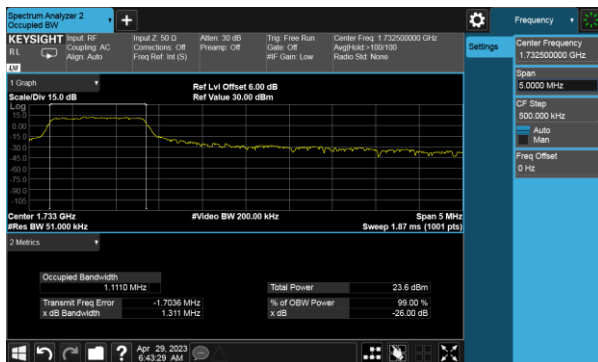 Spectrum Analyzer 2
Occupied BW
Frequency
KEYSIGHT
Input: RF
Coupling: AC
Align: Auto
Input Z: 50 Ω
Corrections: Off
Freq Ref: Int (S)
Atten: 30 dB
Preamp: Off
Trig: Free Run
Gate: Off
#IF Gain: Low
Center Freq: 1.732500000 GHz
Avg|Hold:>100/100
Radio Std: None
RL
LXI
Settings
Center Frequency
1.732500000 GHz
Span
5.0000 MHz
CF Step
500.000 kHz
Auto
Man
Freq Offset
0 Hz
1 Graph
Scale/Div 15.0 dB
Ref Lvl Offset 6.00 dB
Ref Value 30.00 dBm
Log
15.0
0.00
-15.0
-30.0
-45.0
-60.0
-75.0
-90.0
-105
Center 1.733 GHz
#Res BW 51.000 kHz
#Video BW 200.00 kHz
Span 5 MHz
Sweep 1.87 ms (1001 pts)
2 Metrics
Occupied Bandwidth
1.1110 MHz
Total Power 23.6 dBm
Transmit Freq Error -1.7036 MHz
% of OBW Power 99.00 %
x dB Bandwidth 1.311 MHz
x dB -26.00 dB
?
Apr 29, 2023
6:43:29 AM